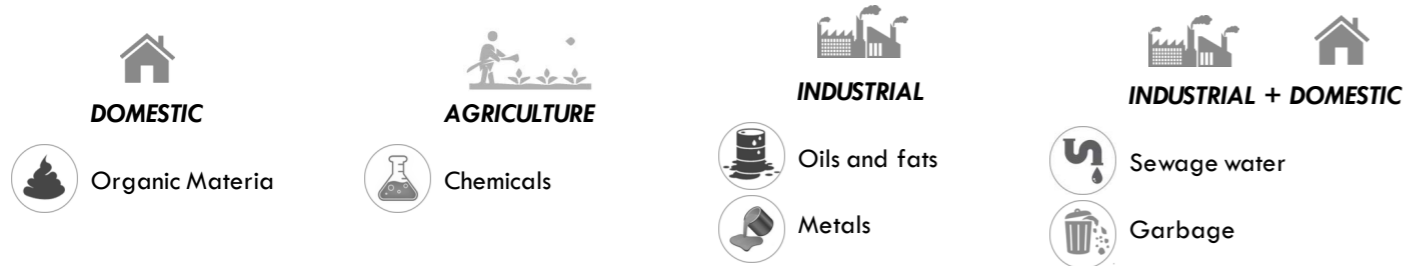 DOMESTIC
Organic Materia
AGRICULTURE
Chemicals
INDUSTRIAL
Oils and fats
Metals
INDUSTRIAL + DOMESTIC
Sewage water
Garbage